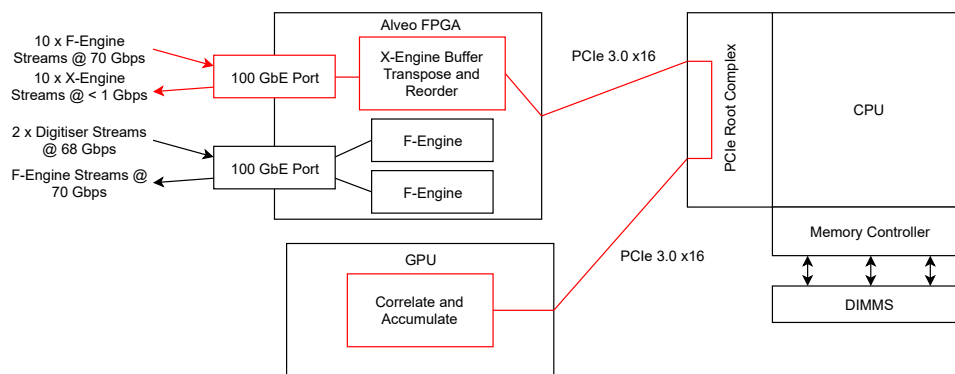 Alveo FPGA
10 x F-Engine
Streams @ 70 Gbps
10 x X-Engine
Streams @ < 1 Gbps
100 GbE Port
X-Engine Buffer
Transpose and
Reorder
PCIe 3.0 x16
PCIe Root Complex
CPU
2 x Digitiser Streams
@ 68 Gbps
F-Engine Streams @
70 Gbps
100 GbE Port
F-Engine
F-Engine
Memory Controller
DIMMS
GPU
Correlate and
Accumulate
PCIe 3.0 x16